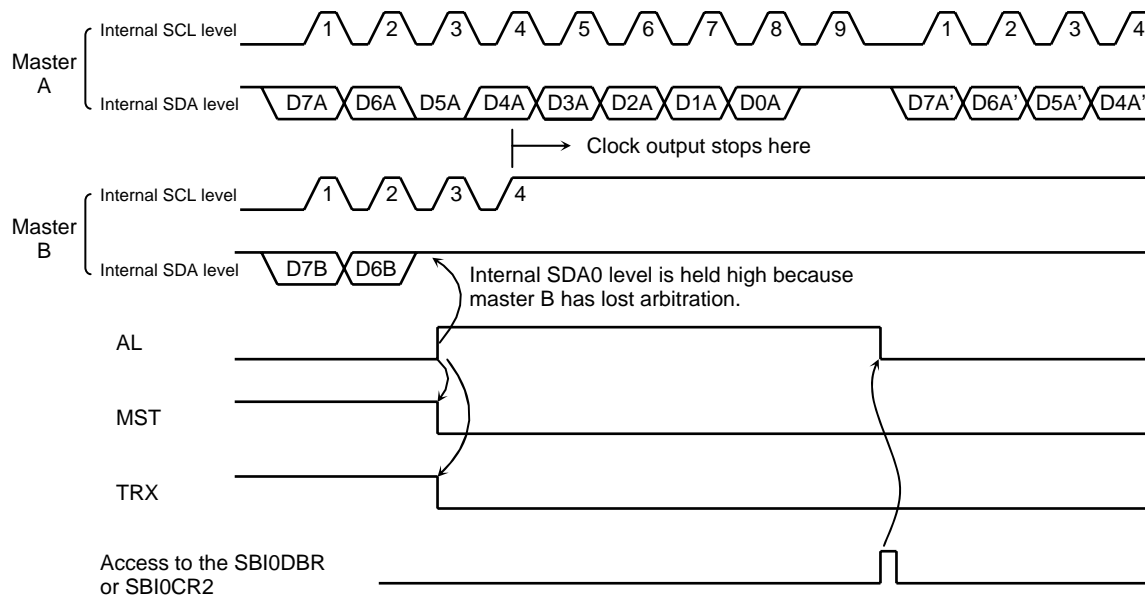 Internal SCL level
1 2 3 4 5 6 7 8 9 1 2 3 4
Master
A
Internal SDA level
D7A D6A D5A D4A D3A D2A D1A D0A D7A' D6A' D5A' D4A'
Clock output stops here
Internal SCL level
1 2 3 4
Master
B
Internal SDA level
D7B D6B
Internal SDA0 level is held high because
master B has lost arbitration.
AL
MST
TRX
Access to the SBI0DBR
or SBI0CR2